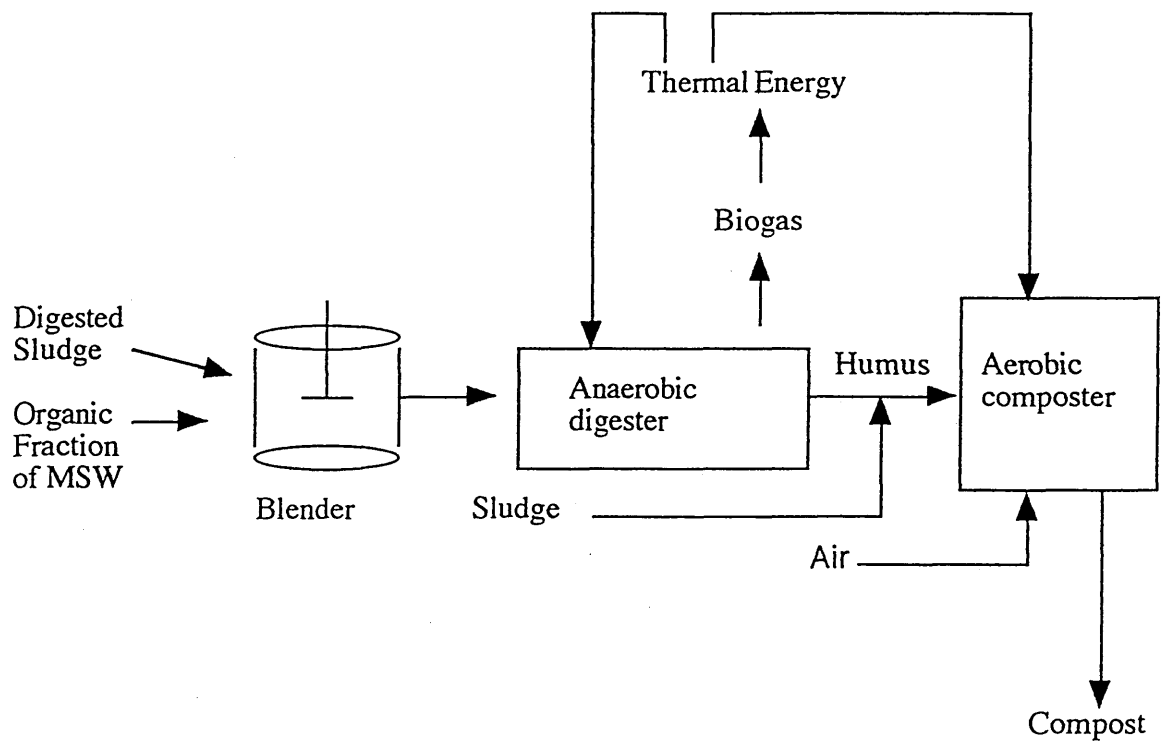 Thermal Energy
Biogas
Digested
Sludge
Organic
Fraction
of MSW
Blender
Anaerobic
digester
Humus
Aerobic
composter
Sludge
Air
Compost